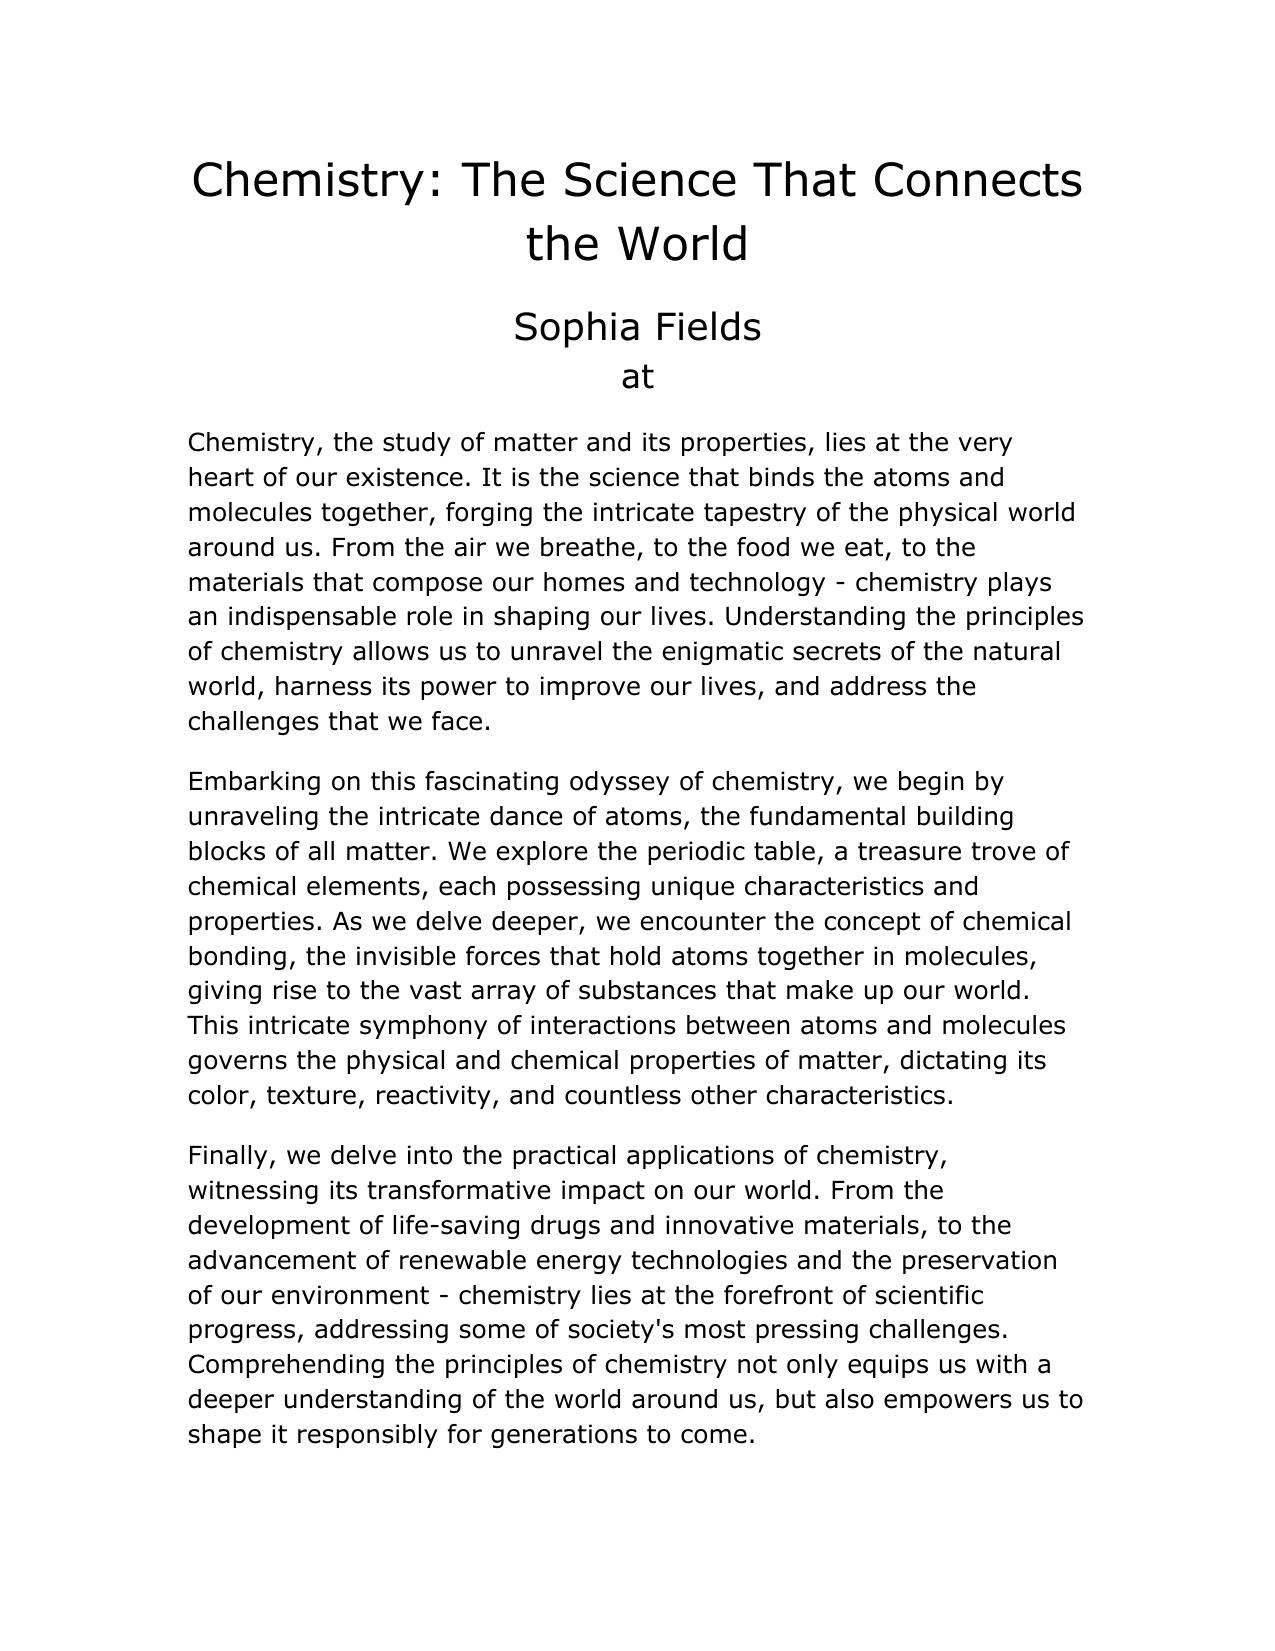 Chemistry: The Science That Connects
the World
Sophia Fields
at
Chemistry, the study of matter and its properties, lies at the very
heart of our existence. It is the science that binds the atoms and
molecules together, forging the intricate tapestry of the physical world
around us. From the air we breathe, to the food we eat, to the
materials that compose our homes and technology - chemistry plays
an indispensable role in shaping our lives. Understanding the principles
of chemistry allows us to unravel the enigmatic secrets of the natural
world, harness its power to improve our lives, and address the
challenges that we face.
Embarking on this fascinating odyssey of chemistry, we begin by
unraveling the intricate dance of atoms, the fundamental building
blocks of all matter. We explore the periodic table, a treasure trove of
chemical elements, each possessing unique characteristics and
properties. As we delve deeper, we encounter the concept of chemical
bonding, the invisible forces that hold atoms together in molecules,
giving rise to the vast array of substances that make up our world.
This intricate symphony of interactions between atoms and molecules
governs the physical and chemical properties of matter, dictating its
color, texture, reactivity, and countless other characteristics.
Finally, we delve into the practical applications of chemistry,
witnessing its transformative impact on our world. From the
development of life-saving drugs and innovative materials, to the
advancement of renewable energy technologies and the preservation
of our environment - chemistry lies at the forefront of scientific
progress, addressing some of society's most pressing challenges.
Comprehending the principles of chemistry not only equips us with a
deeper understanding of the world around us, but also empowers us to
shape it responsibly for generations to come.